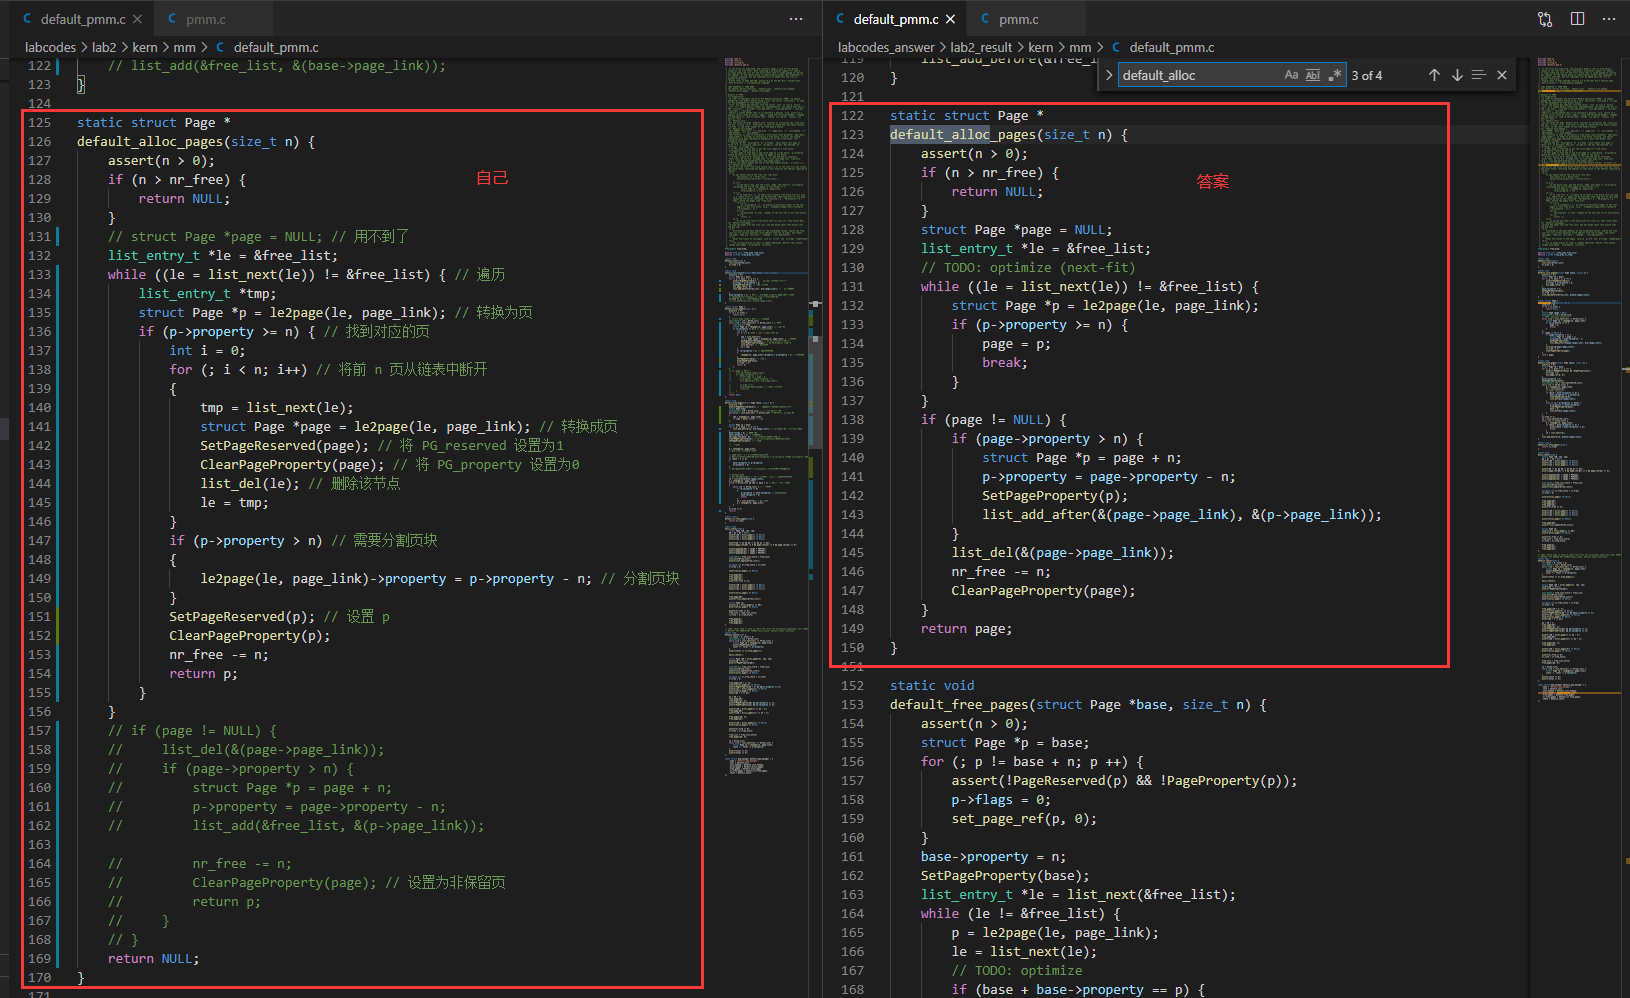 default_pmm.c
pmm.c
labcodes > lab2 > kern > mm > default_pmm.c
122 // list_add(&free_list, &(base->page_link));
123 }
124
125 static struct Page *
126 default_alloc_pages(size_t n) {
127 assert(n > 0);
128 if (n > nr_free) {
129 return NULL;
130 }
131 // struct Page *page = NULL; // 用不到了
132 list_entry_t *le = &free_list;
133 while ((le = list_next(le)) != &free_list) { // 遍历
134 list_entry_t *tmp;
135 struct Page *p = le2page(le, page_link); // 转换为页
136 if (p->property >= n) { // 找到对应的页
137 int i = 0;
138 for (; i < n; i++) // 将前 n 页从链表中断开
139 {
140 tmp = list_next(le);
141 struct Page *page = le2page(le, page_link); // 转换成页
142 SetPageReserved(page); // 将 PG_reserved 设置为1
143 ClearPageProperty(page); // 将 PG_property 设置为0
144 list_del(le); // 删除该节点
145 le = tmp;
146 }
147 if (p->property > n) // 需要分割页块
148 {
149 le2page(le, page_link)->property = p->property - n; // 分割页块
150 }
151 SetPageReserved(p); // 设置 p
152 ClearPageProperty(p);
153 nr_free -= n;
154 return p;
155 }
156 }
157 // if (page != NULL) {
158 // list_del(&(page->page_link));
159 // if (page->property > n) {
160 // struct Page *p = page + n;
161 // p->property = page->property - n;
162 // list_add(&free_list, &(p->page_link));
163
164 // nr_free -= n;
165 // ClearPageProperty(page); // 设置为非保留页
166 // return p;
167 // }
168 // }
169 return NULL;
170 }
171
自己
default_pmm.c
pmm.c
labcodes_answer > lab2_result > kern > mm > default_pmm.c
default_alloc
Aa Abl .* 3 of 4
119 list_add_before(&free_l
120 }
121
122 static struct Page *
123 default_alloc_pages(size_t n) {
124 assert(n > 0);
125 if (n > nr_free) {
126 return NULL;
127 }
128 struct Page *page = NULL;
129 list_entry_t *le = &free_list;
130 // TODO: optimize (next-fit)
131 while ((le = list_next(le)) != &free_list) {
132 struct Page *p = le2page(le, page_link);
133 if (p->property >= n) {
134 page = p;
135 break;
136 }
137 }
138 if (page != NULL) {
139 if (page->property > n) {
140 struct Page *p = page + n;
141 p->property = page->property - n;
142 SetPageProperty(p);
143 list_add_after(&(page->page_link), &(p->page_link));
144 }
145 list_del(&(page->page_link));
146 nr_free -= n;
147 ClearPageProperty(page);
148 }
149 return page;
150 }
151
152 static void
153 default_free_pages(struct Page *base, size_t n) {
154 assert(n > 0);
155 struct Page *p = base;
156 for (; p != base + n; p ++) {
157 assert(!PageReserved(p) && !PageProperty(p));
158 p->flags = 0;
159 set_page_ref(p, 0);
160 }
161 base->property = n;
162 SetPageProperty(base);
163 list_entry_t *le = list_next(&free_list);
164 while (le != &free_list) {
165 p = le2page(le, page_link);
166 le = list_next(le);
167 // TODO: optimize
168 if (base + base->property == p) {
答案